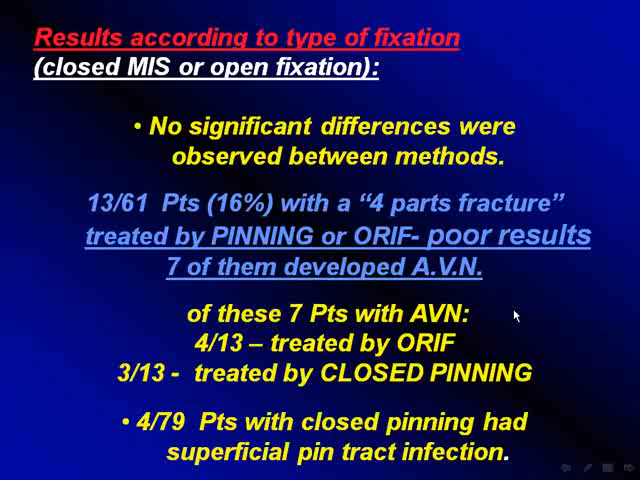 Results according to type of fixation
(closed MIS or open fixation):
• No significant differences were
observed between methods.
13/61 Pts (16%) with a “4 parts fracture”
treated by PINNING or ORIF- poor results
7 of them developed A.V.N.
of these 7 Pts with AVN:
4/13 – treated by ORIF
3/13 - treated by CLOSED PINNING
• 4/79 Pts with closed pinning had
superficial pin tract infection.